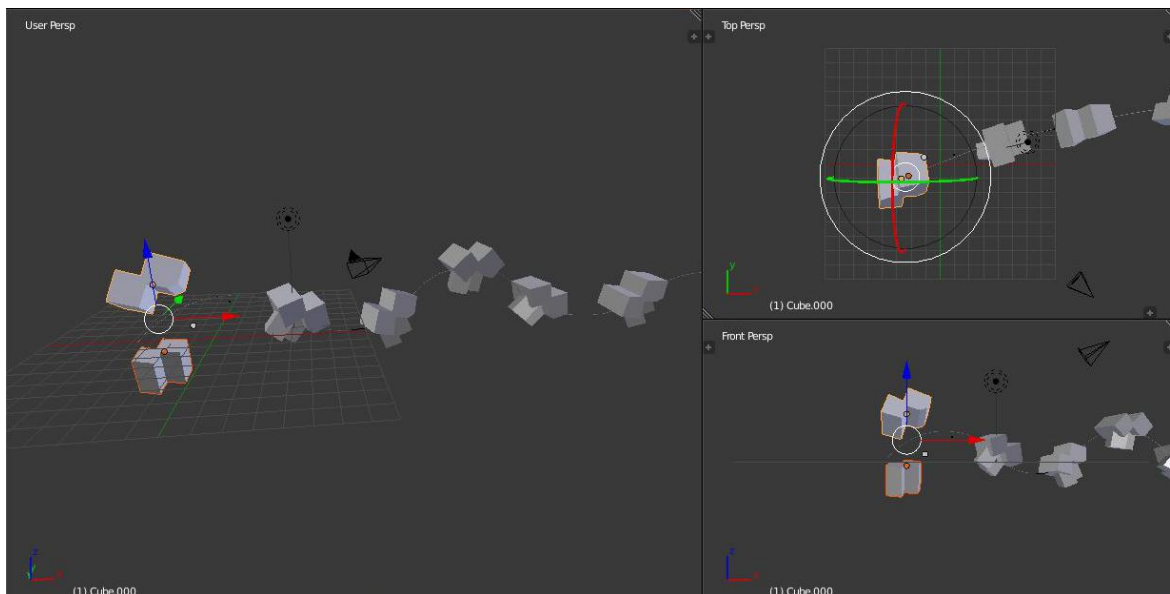 User Persp
z
y
x
(1) Cube.000
Top Persp
y
x
(1) Cube.000
Front Persp
z
x
(1) Cube.000